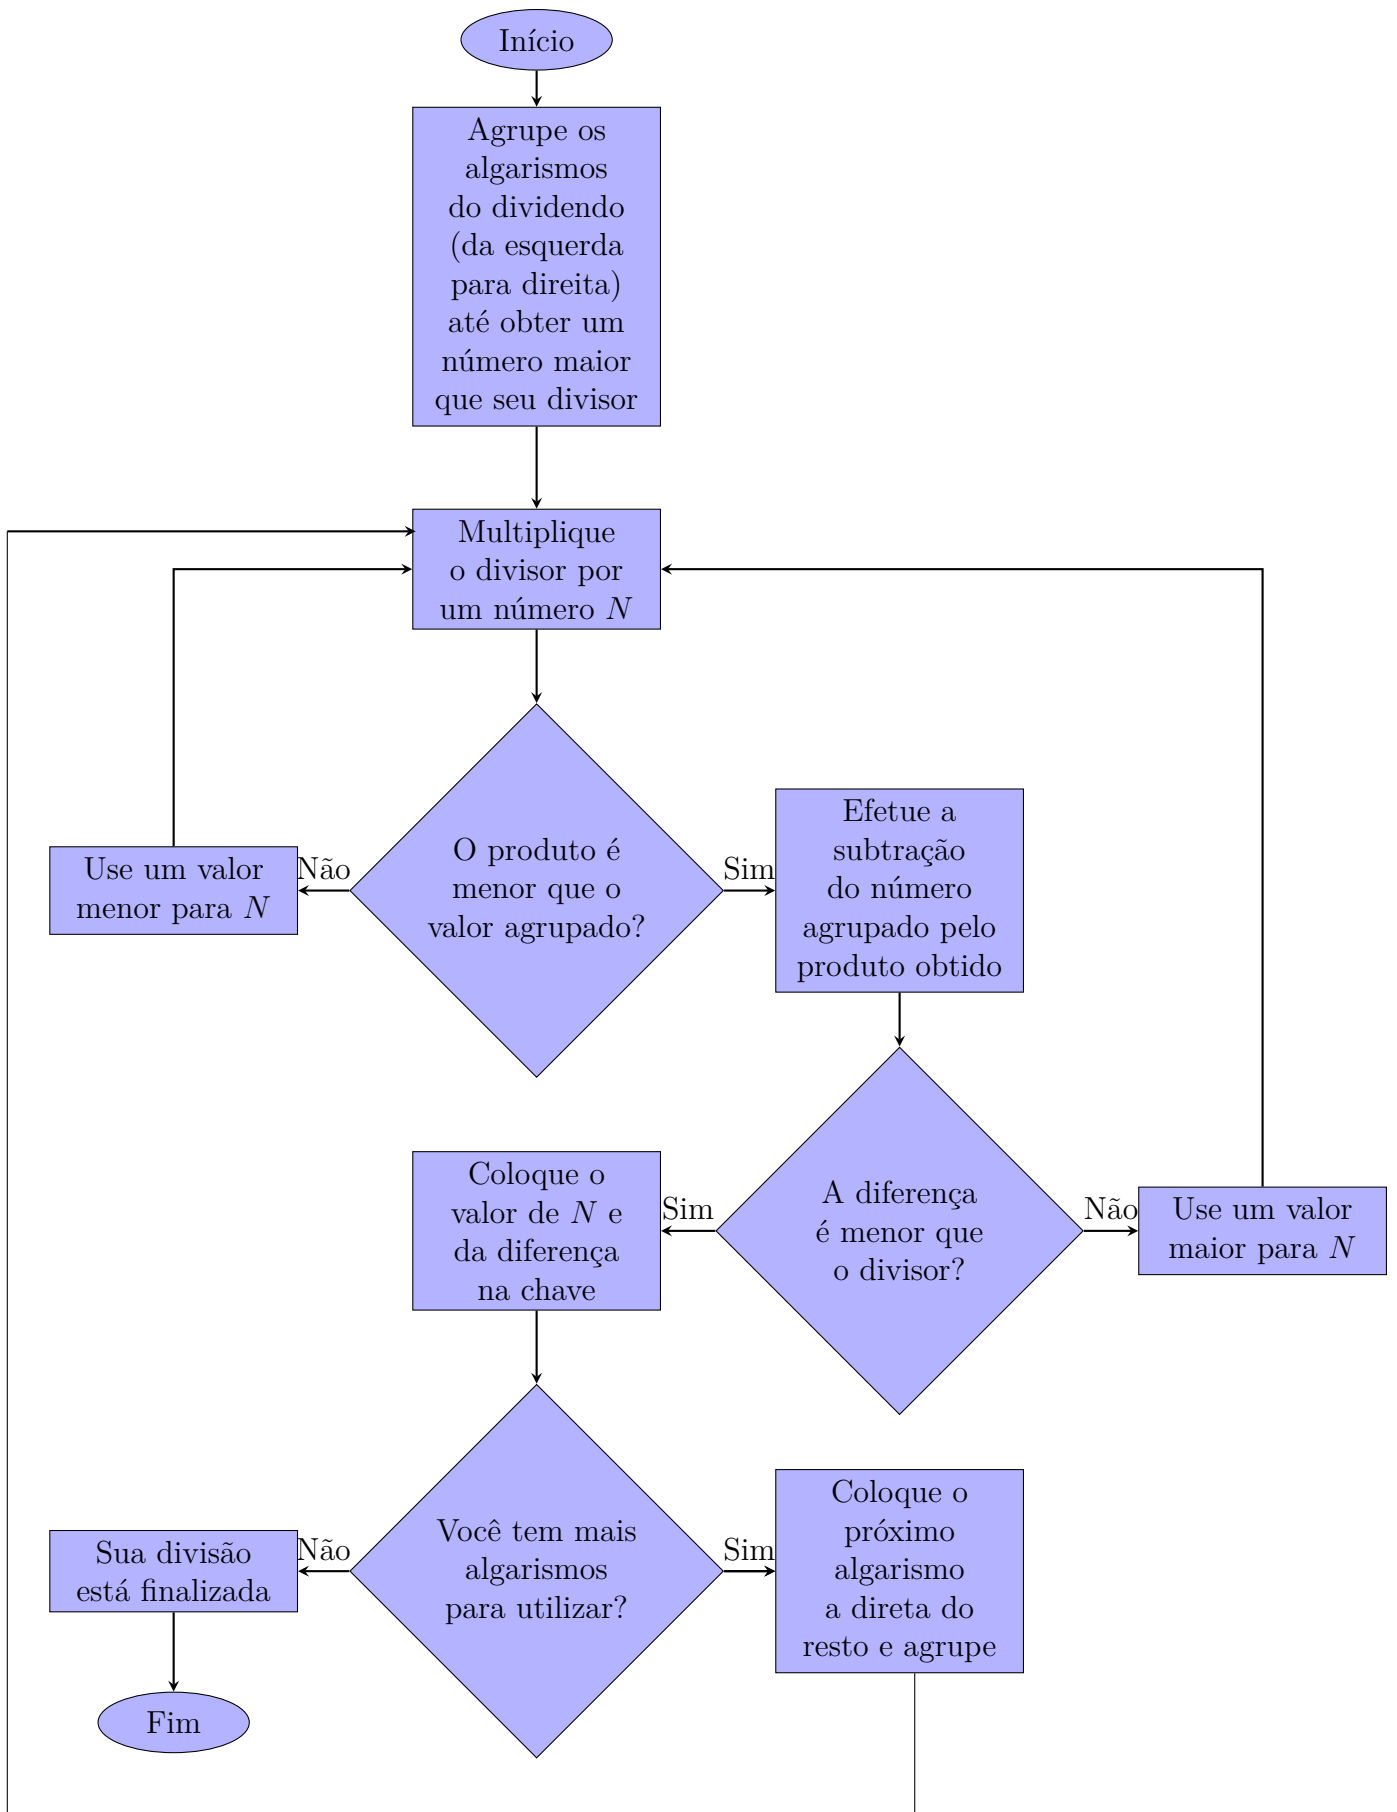 Início
Agrupe os
algarismos
do dividendo
(da esquerda
para direita)
até obter um
número maior
que seu divisor
Multiplique
o divisor por
um número N
Use um valor
menor para N
Não
O produto é
menor que o
valor agrupado?
Sim
Efetue a
subtração
do número
agrupado pelo
produto obtido
Coloque o
valor de N e
da diferença
na chave
Sim
A diferença
é menor que
o divisor?
Não
Use um valor
maior para N
Sua divisão
está finalizada
Não
Você tem mais
algarismos
para utilizar?
Sim
Coloque o
próximo
algarismo
a direta do
resto e agrupe
Fim